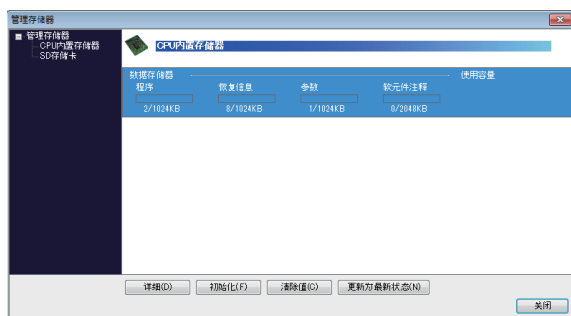 管理存储器
管理存储器
CPU内置存储器
SD存储卡
CPU内置存储器
数据存储器 使用容量
程序 恢复信息 参数 软元件注释
2/1024KB 8/1024KB 1/1024KB 0/2048KB
详细(D) 初始化(F) 清除值(C) 更新为最新状态(N)
关闭